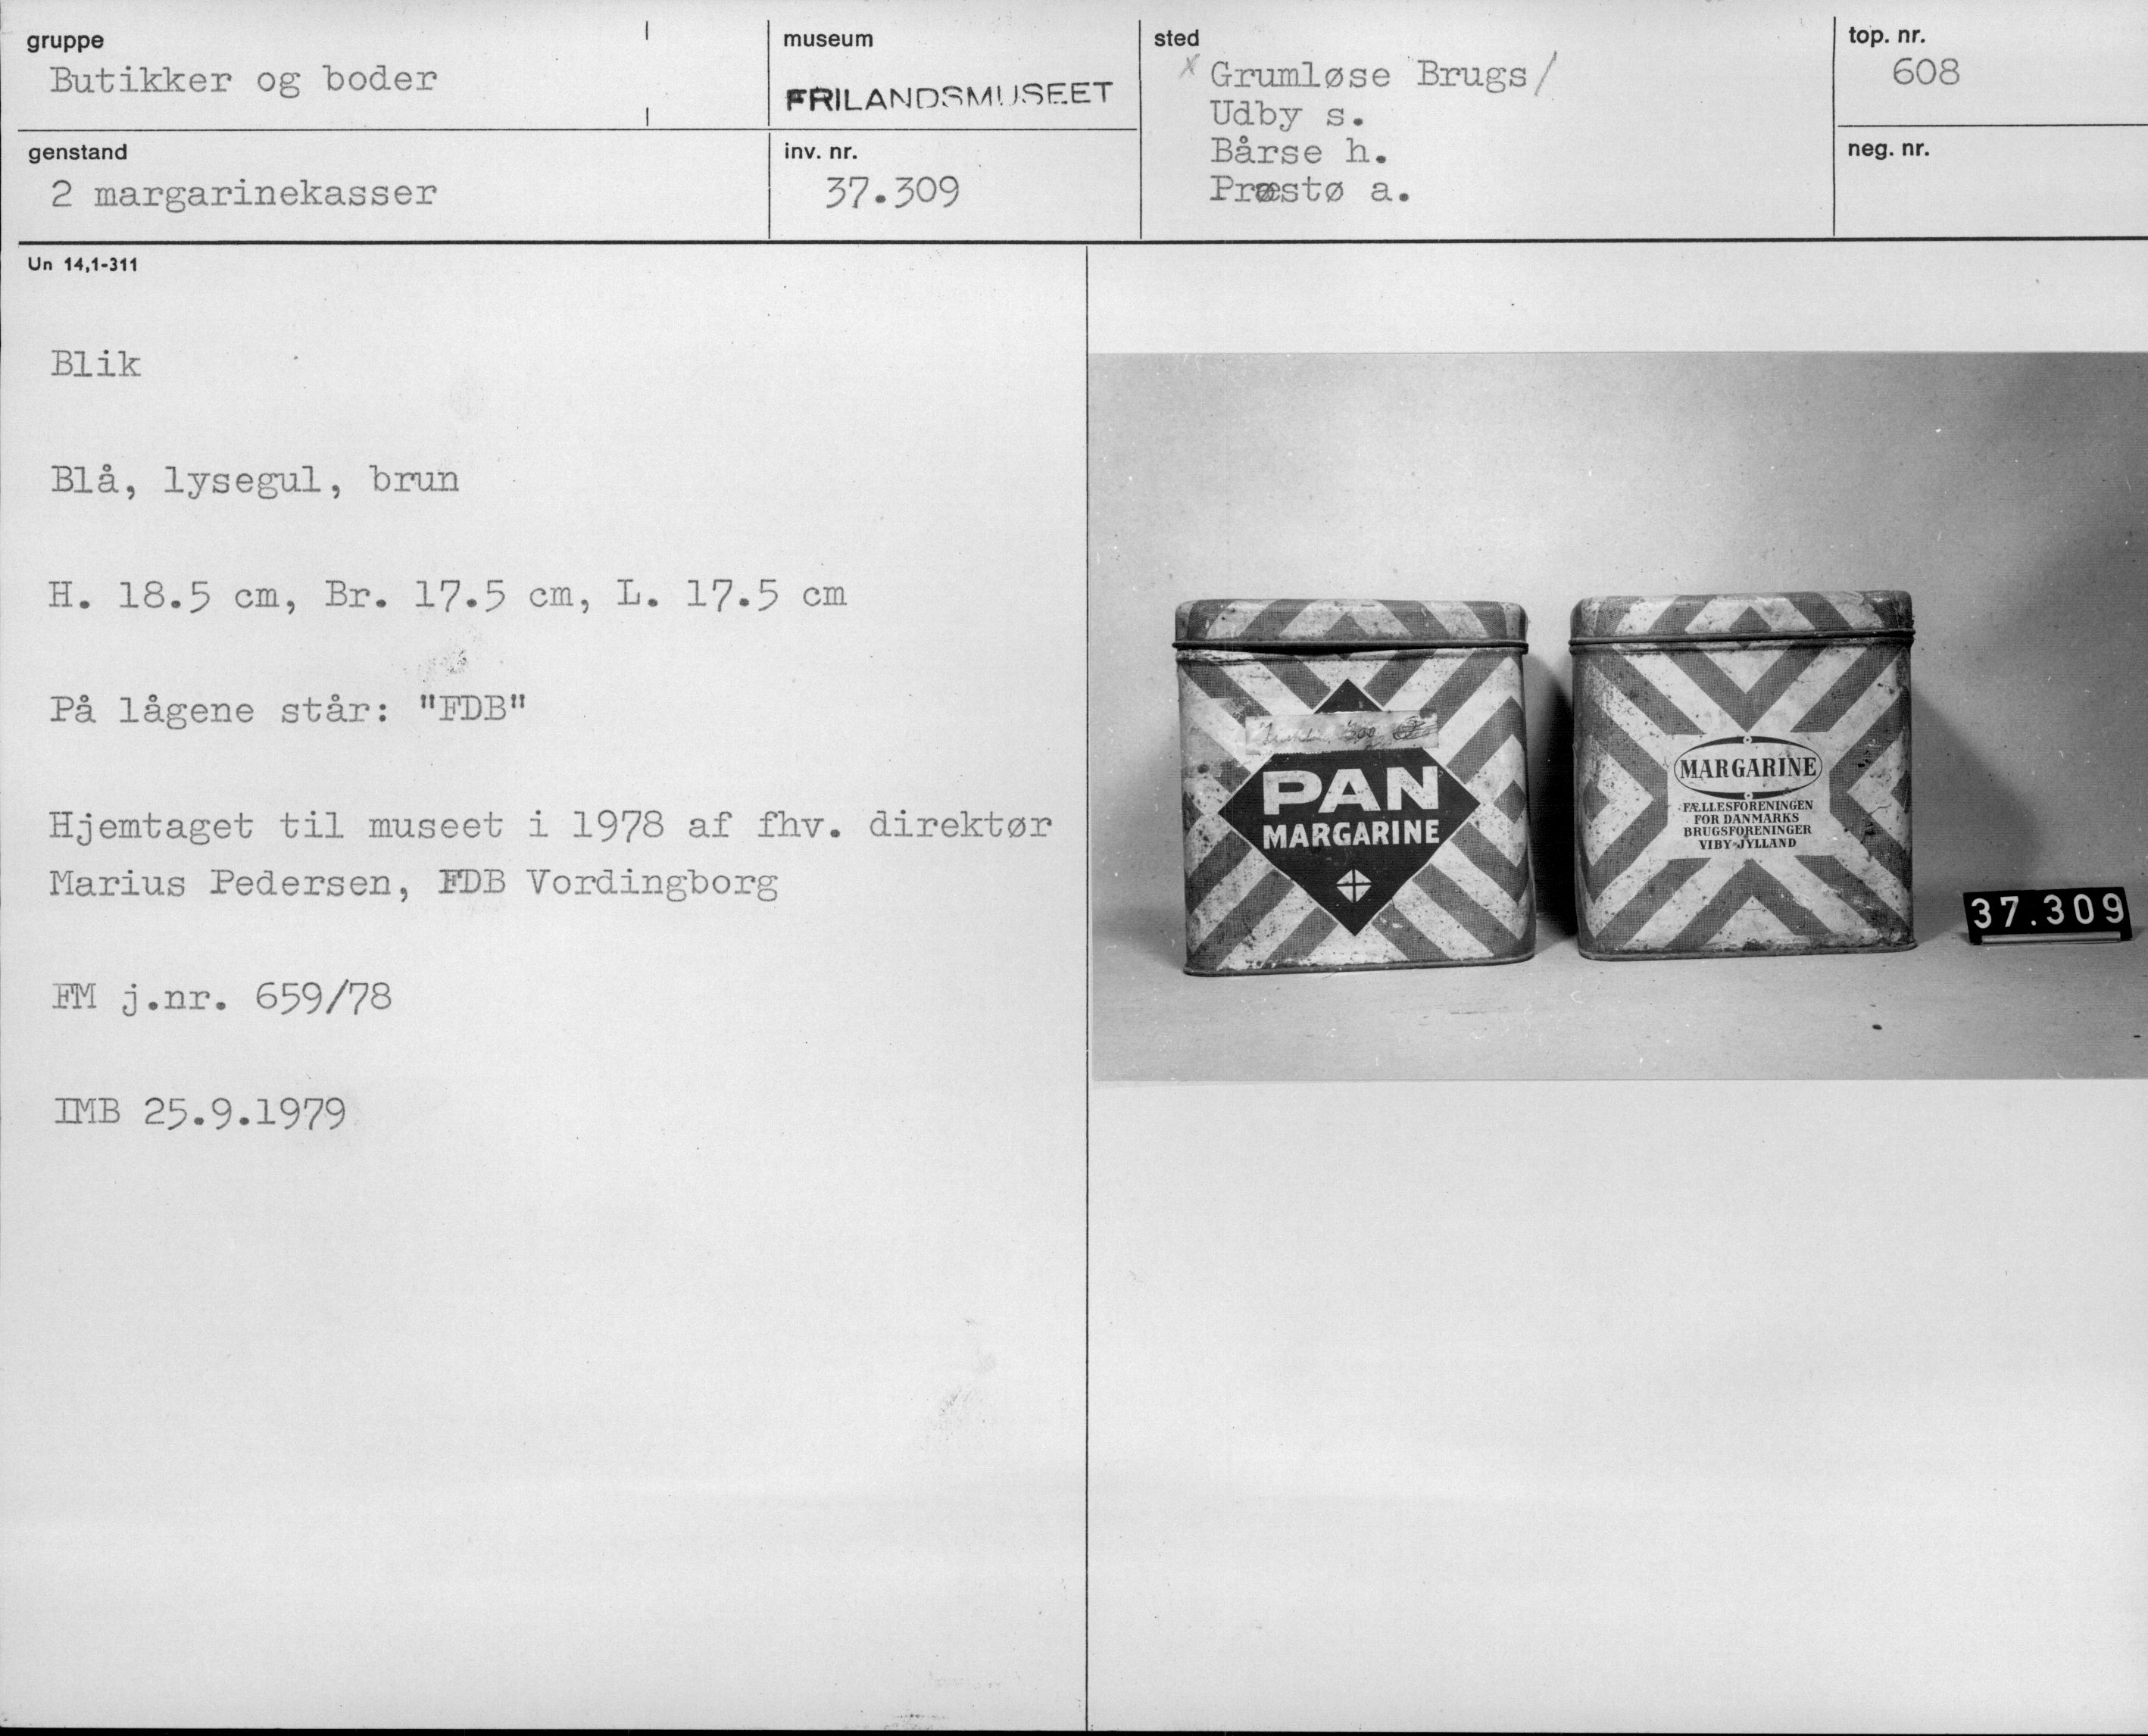 gruppe
Butikker og boder
museum
FRILANDSMUSEET
sted
x Grumløse Brugs/
Udby s.
Bårse h.
Præstø a.
top. nr.
608
genstand
2 margarinekasser
inv. nr.
37.309
neg. nr.
Un 14,1-311
Blik
Blå, lysegul, brun
H. 18.5 cm, Br. 17.5 cm, L. 17.5 cm
På lågene står: "FDB"
Hjemtaget til museet i 1978 af fhv. direktør
Marius Pedersen, FDB Vordingborg
FM j.nr. 659/78
IMB 25.9.1979
PAN
MARGARINE
MARGARINE
FÆLLESFORENINGEN
FOR DANMARKS
BRUGSFORENINGER
VIBY-JYLLAND
37.309